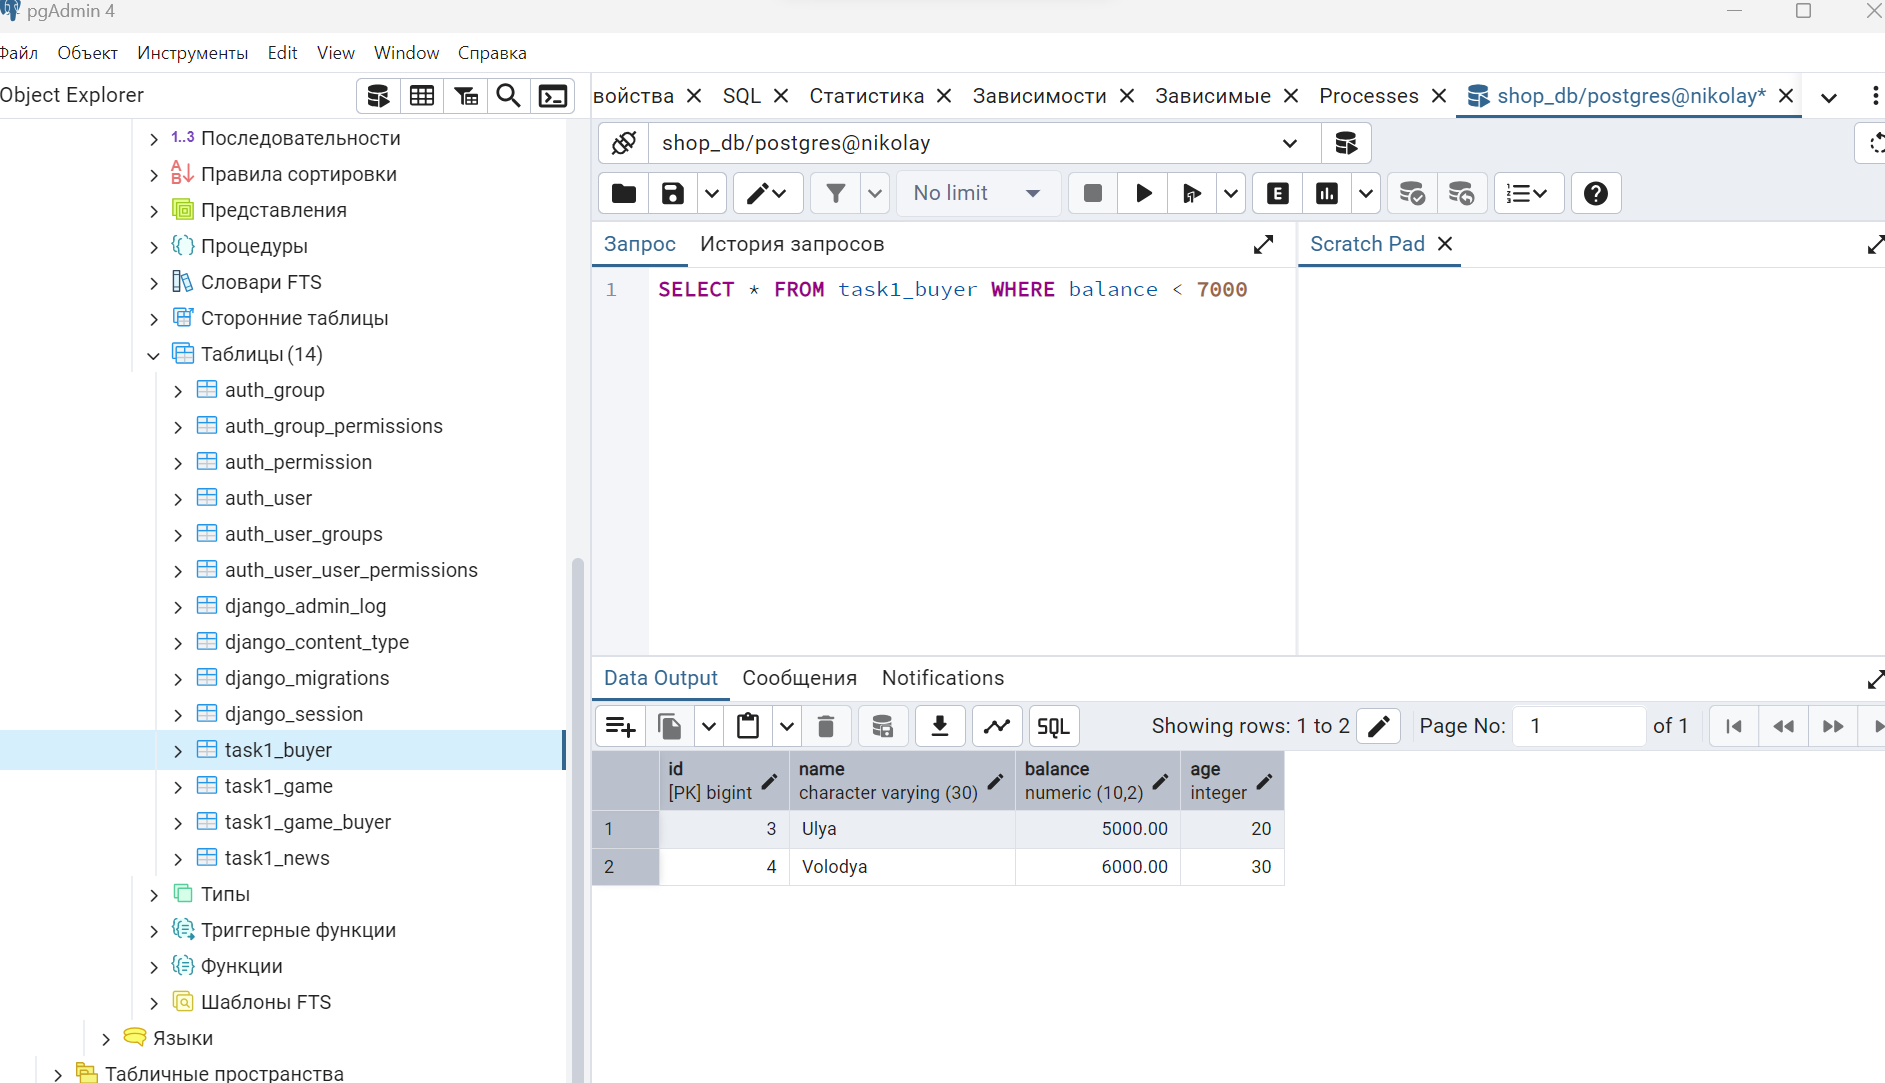 pgAdmin 4
Файл Объект Инструменты Edit View Window Справка
Object Explorer
войства SQL Статистика Зависимости Зависимые Processes shop_db/postgres@nikolay*
shop_db/postgres@nikolay
No limit
Запрос История запросов Scratch Pad
1 SELECT * FROM task1_buyer WHERE balance < 7000
1..3 Последовательности
Правила сортировки
Представления
Процедуры
Словари FTS
Сторонние таблицы
Таблицы (14)
auth_group
auth_group_permissions
auth_permission
auth_user
auth_user_groups
auth_user_user_permissions
django_admin_log
django_content_type
django_migrations
django_session
task1_buyer
task1_game
task1_game_buyer
task1_news
Типы
Триггерные функции
Функции
Шаблоны FTS
Языки
Табличные пространства
Data Output Сообщения Notifications
SQL Showing rows: 1 to 2 Page No: 1 of 1
id name balance age
[PK] bigint character varying (30) numeric (10,2) integer
1 3 Ulya 5000.00 20
2 4 Volodya 6000.00 30